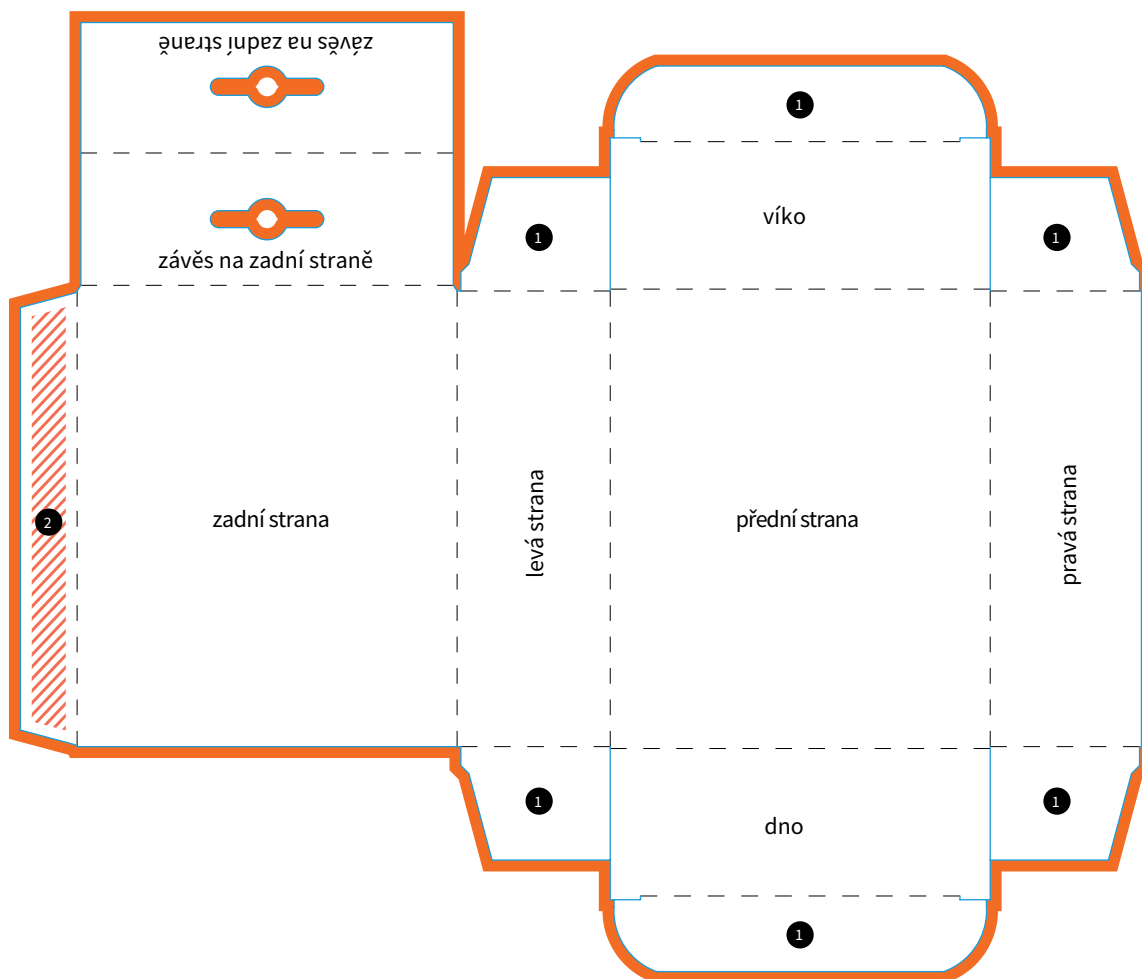 závěs na zadní straně
1
víko
1
1
závěs na zadní straně
2
zadní strana
levá strana
přední strana
pravá strana
1
dno
1
1